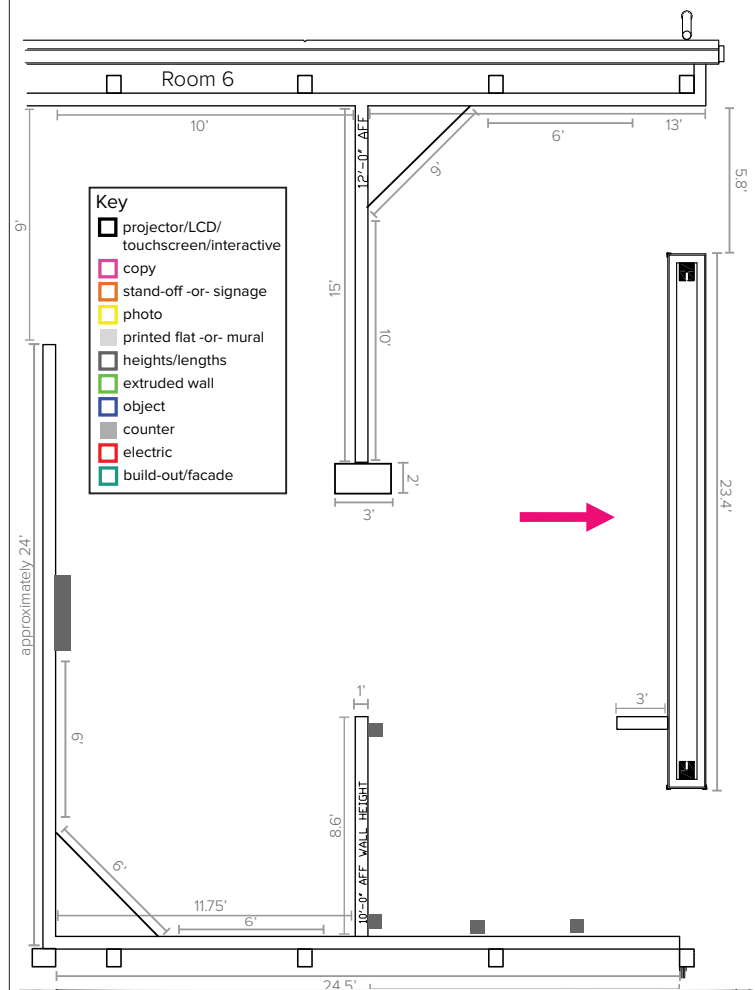 Room 6
10'
12'-0" AFF
6'
13'
9'
5.8'
9'
Key
projector/LCD/
touchscreen/interactive
copy
stand-off -or- signage
photo
printed flat -or- mural
heights/lengths
extruded wall
object
counter
electric
build-out/facade
15'
10'
2'
3'
23.4'
approximately 24'
1'
3'
9'
8.6'
10'-0" AFF WALL HEIGHT
6'
11.75'
6'
24.5'